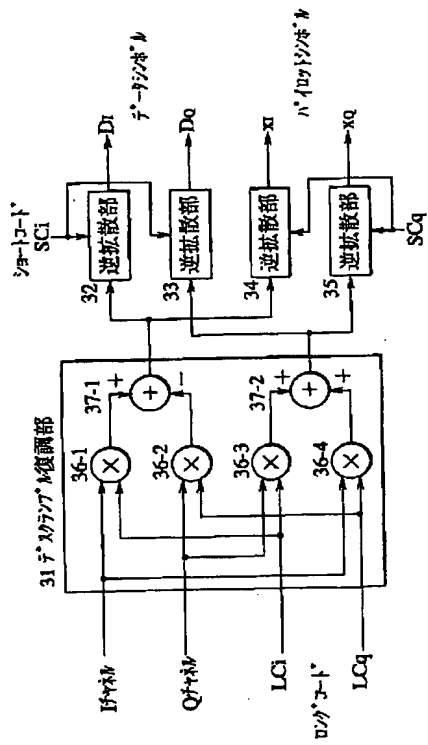 ショートコード
SCi
32
逆拡散部
DI
データシンボル
33
逆拡散部
DQ
34
逆拡散部
xI
パイロットシンボル
35
逆拡散部
xQ
SCq
31 デスクランブル復調部
36-1
×
37-1
+
+
−
36-2
×
36-3
×
37-2
+
+
+
36-4
×
Iチャネル
Qチャネル
LCi
ロングコード
LCq